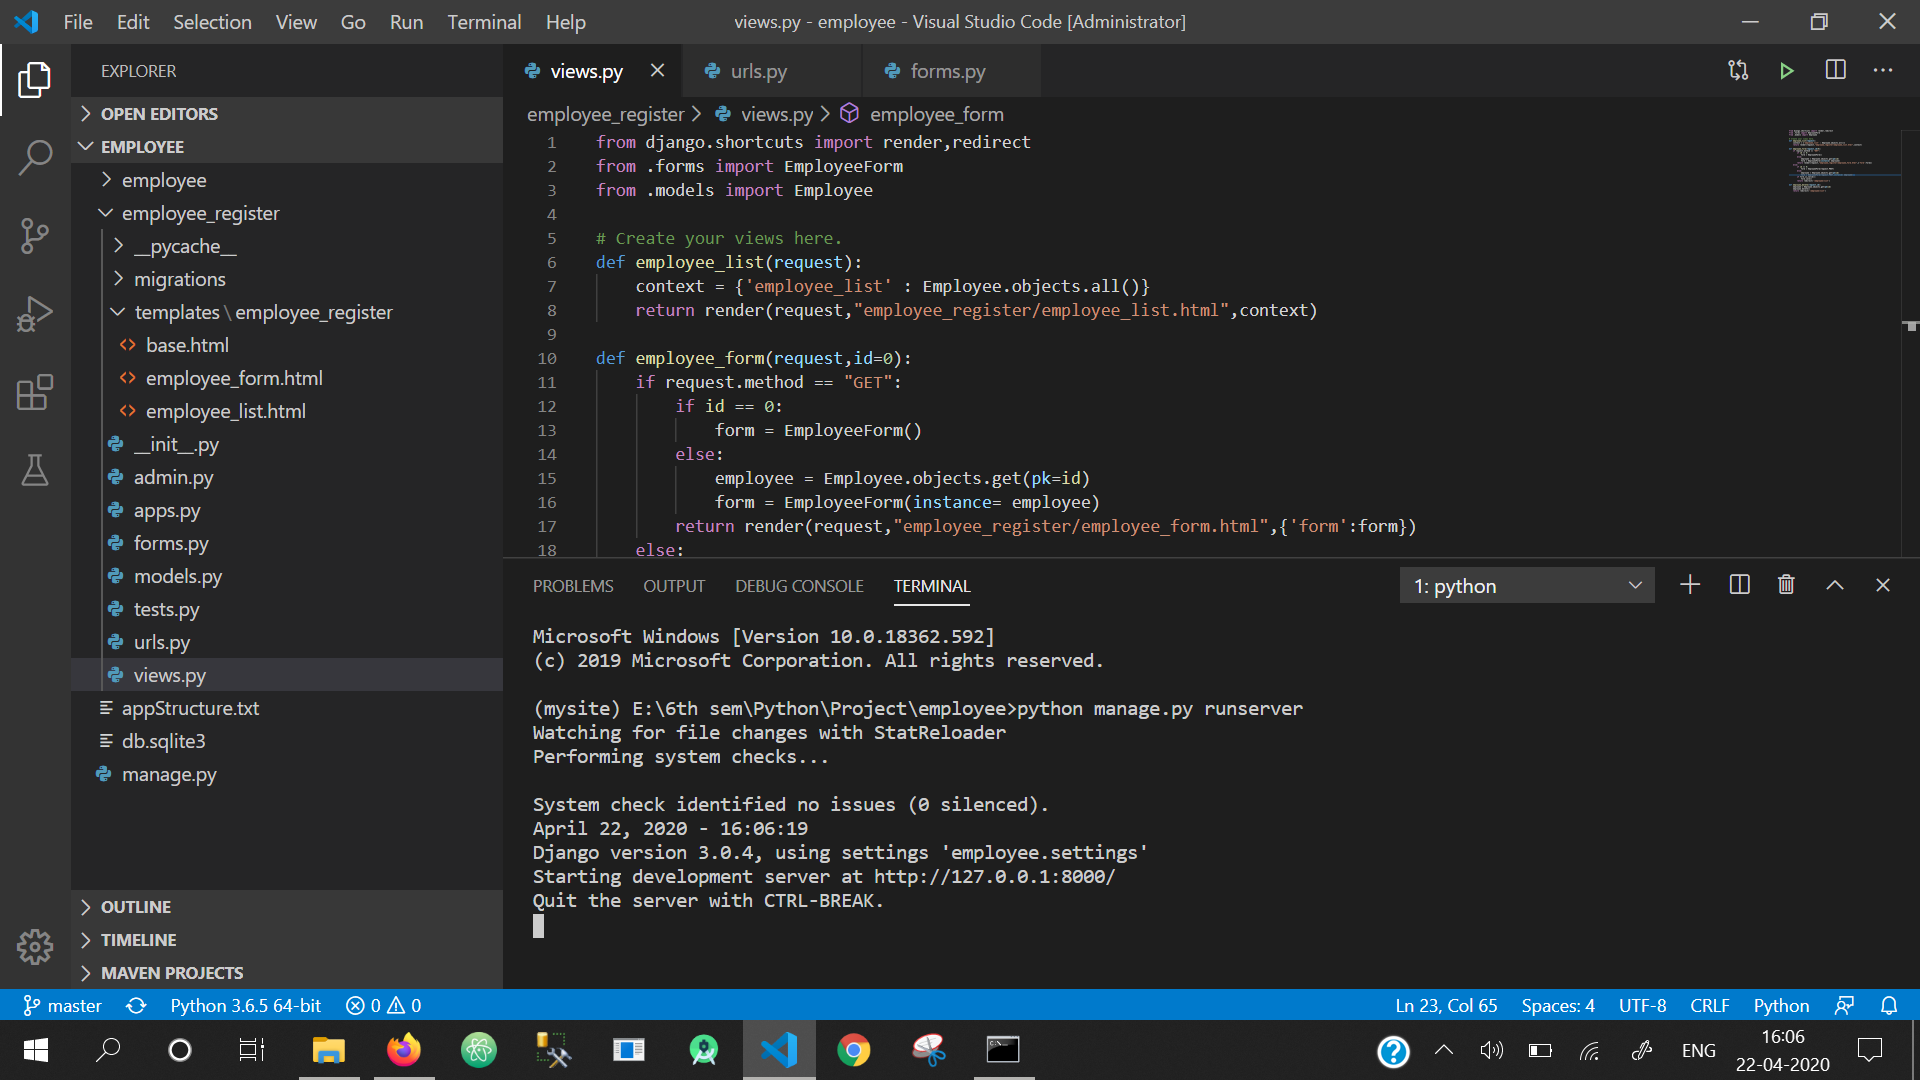 File Edit Selection View Go Run Terminal Help
views.py - employee - Visual Studio Code [Administrator]
EXPLORER
OPEN EDITORS
EMPLOYEE
employee
employee_register
__pycache__
migrations
templates\employee_register
base.html
employee_form.html
employee_list.html
__init__.py
admin.py
apps.py
forms.py
models.py
tests.py
urls.py
views.py
appStructure.txt
db.sqlite3
manage.py
OUTLINE
TIMELINE
MAVEN PROJECTS
views.py urls.py forms.py
employee_register > views.py > employee_form
1 from django.shortcuts import render,redirect
2 from .forms import EmployeeForm
3 from .models import Employee
4
5 # Create your views here.
6 def employee_list(request):
7 context = {'employee_list' : Employee.objects.all()}
8 return render(request,"employee_register/employee_list.html",context)
9
10 def employee_form(request,id=0):
11 if request.method == "GET":
12 if id == 0:
13 form = EmployeeForm()
14 else:
15 employee = Employee.objects.get(pk=id)
16 form = EmployeeForm(instance= employee)
17 return render(request,"employee_register/employee_form.html",{'form':form})
18 else:
PROBLEMS OUTPUT DEBUG CONSOLE TERMINAL
1: python
Microsoft Windows [Version 10.0.18362.592]
(c) 2019 Microsoft Corporation. All rights reserved.
(mysite) E:\6th sem\Python\Project\employee>python manage.py runserver
Watching for file changes with StatReloader
Performing system checks...
System check identified no issues (0 silenced).
April 22, 2020 - 16:06:19
Django version 3.0.4, using settings 'employee.settings'
Starting development server at http://127.0.0.1:8000/
Quit the server with CTRL-BREAK.
master Python 3.6.5 64-bit 0 0
Ln 23, Col 65 Spaces: 4 UTF-8 CRLF Python
ENG
16:06
22-04-2020